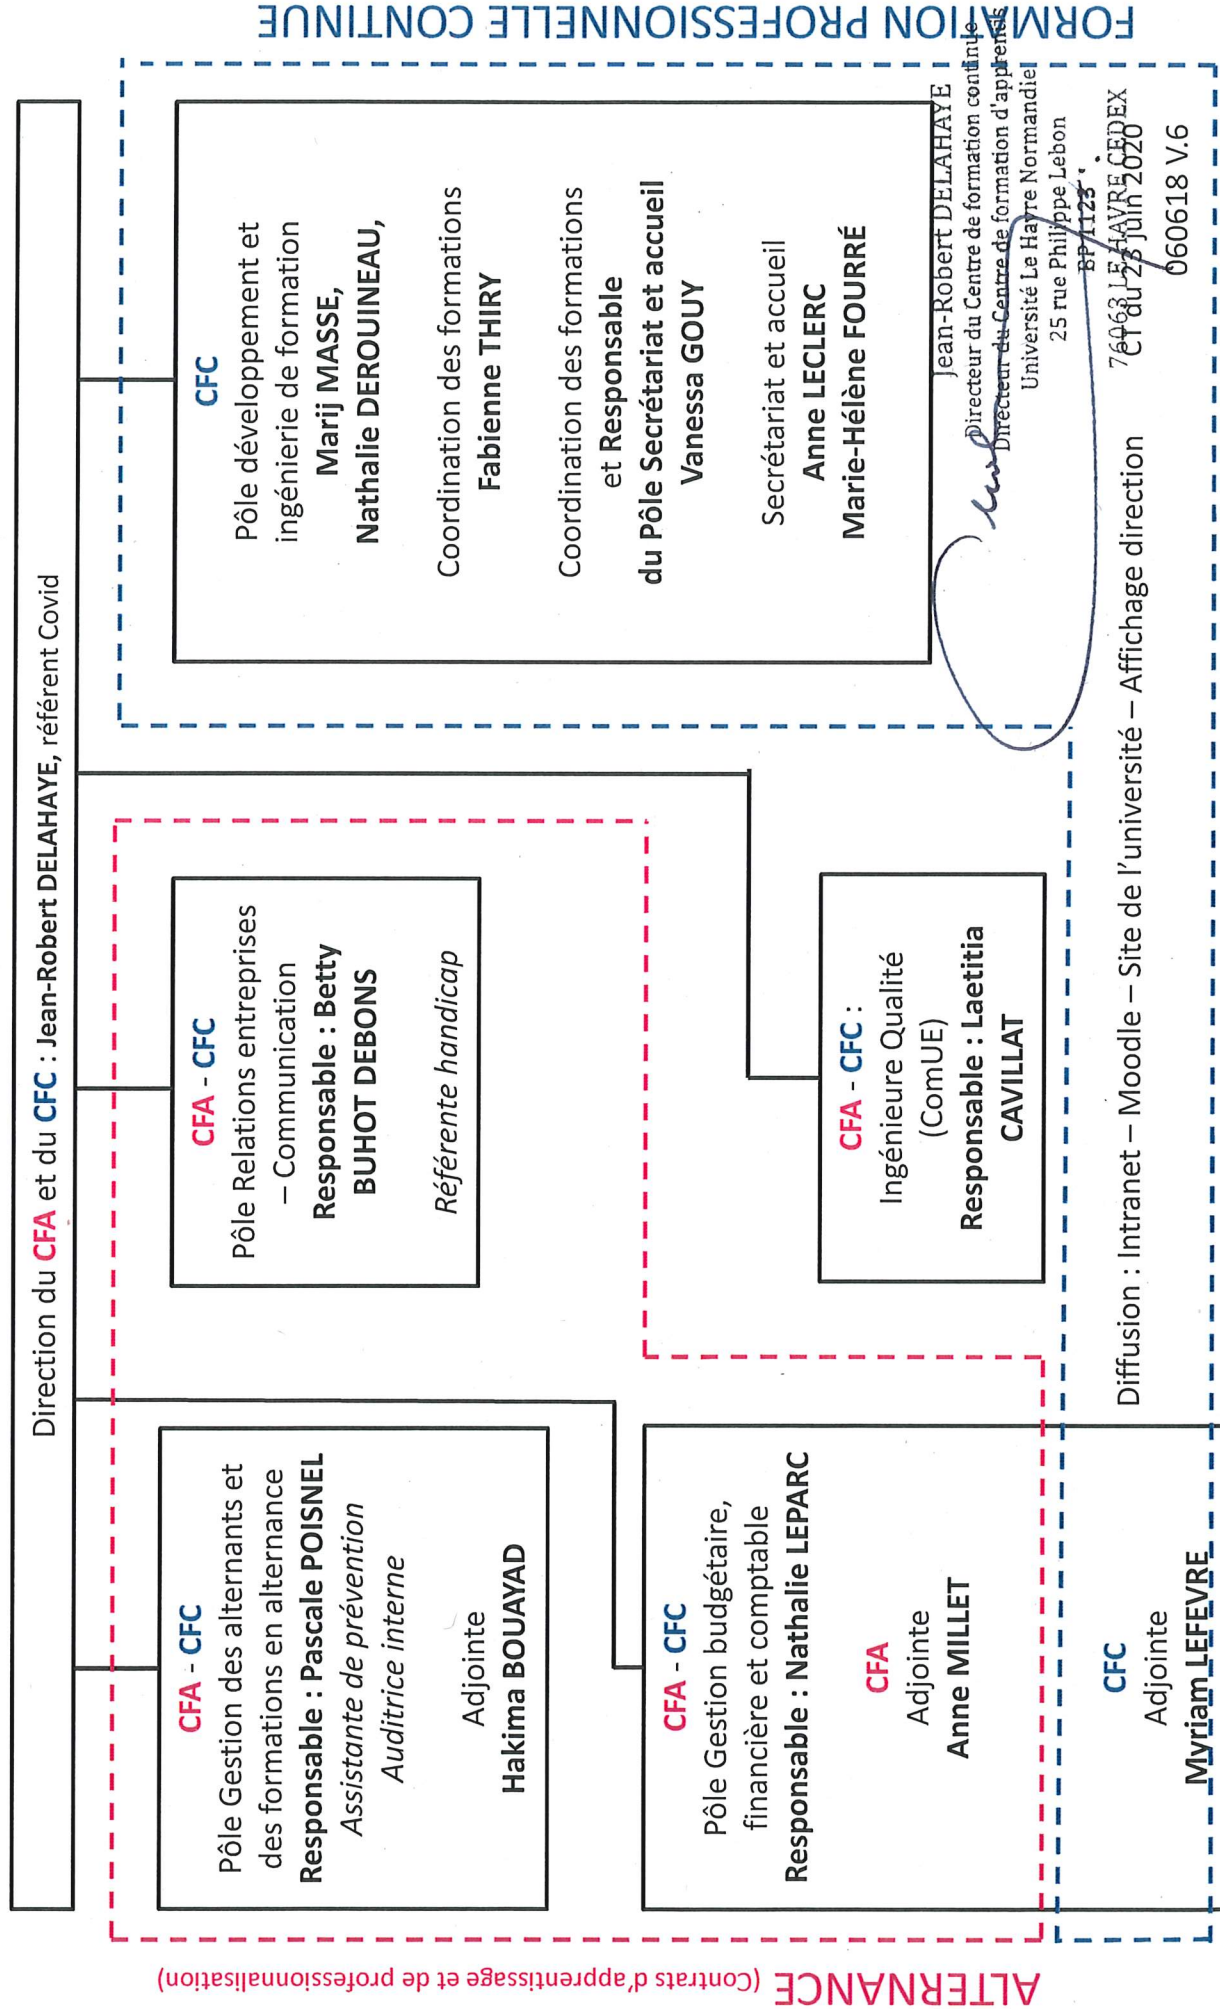 Direction du CFA et du CFC : Jean-Robert DELAHAYE, référent Covid
ALTERNANCE (Contrats d'apprentissage et de professionnalisation)
CFA - CFC
Pôle Gestion des alternants et
des formations en alternance
Responsable : Pascale POISNEL
Assistante de prévention
Auditrice interne
Adjointe
Hakima BOUAYAD
CFA - CFC
Pôle Relations entreprises
– Communication
Responsable : Betty
BUHOT DEBONS
Référente handicap
CFC
Pôle développement et
ingénierie de formation
Marij MASSE,
Nathalie DEROUINEAU,
Coordination des formations
Fabienne THIRY
Coordination des formations
et Responsable
du Pôle Secrétariat et accueil
Vanessa GOUY
Secrétariat et accueil
Anne LECLERC
Marie-Hélène FOURRÉ
FORMATION PROFESSIONNELLE CONTINUE
CFA - CFC
Pôle Gestion budgétaire,
financière et comptable
Responsable : Nathalie LEPARC
CFA
Adjointe
Anne MILLET
CFC
Adjointe
Myriam LEFEVRE
CFA - CFC :
Ingénieure Qualité
(ComUE)
Responsable : Laetitia
CAVILLAT
Jean-Robert DELAHAYE
Directeur du Centre de formation continue
Directeur du Centre de formation d'apprentis
Université Le Havre Normandie
25 rue Philippe Lebon
BP 1123
76063 LE HAVRE CEDEX
Diffusion : Intranet – Moodle – Site de l'université – Affichage direction
CT du 23 juin 2020
060618 V.6